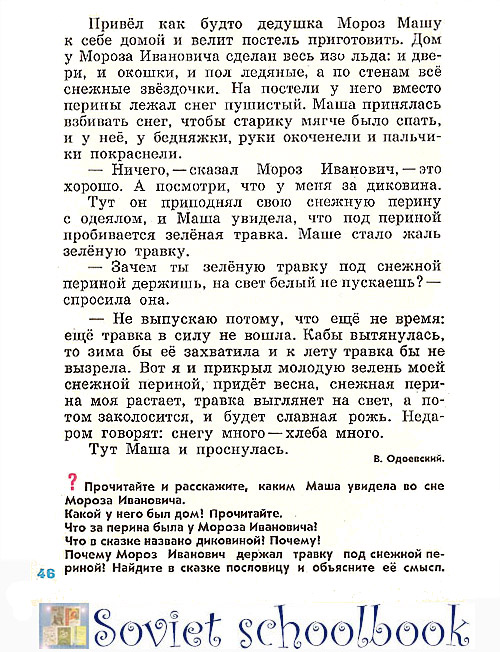 Привёл как будто дедушка Мороз Машу
к себе домой и велит постель приготовить. Дом
у Мороза Ивановича сделан весь изо льда: и две-
ри, и окошки, и пол ледяные, а по стенам всё
снежные звёздочки. На постели у него вместо
перины лежал снег пушистый. Маша принялась
взбивать снег, чтобы старику мягче было спать,
и у неё, у бедняжки, руки окоченели и пальчи-
ки покраснели.
— Ничего, — сказал Мороз Иванович, — это
хорошо. А посмотри, что у меня за диковина.
Тут он приподнял свою снежную перину
с одеялом, и Маша увидела, что под периной
пробивается зелёная травка. Маше стало жаль
зелёную травку.
— Зачем ты зелёную травку под снежной
периной держишь, на свет белый не пускаешь? —
спросила она.
— Не выпускаю потому, что ещё не время:
ещё травка в силу не вошла. Кабы вытянулась,
то зима бы её захватила и к лету травка бы не
вызрела. Вот я и прикрыл молодую зелень моей
снежной периной, придёт весна, снежная пери-
на моя растает, травка выглянет на свет, а по-
том заколосится, и будет славная рожь. Неда-
ром говорят: снегу много — хлеба много.
Тут Маша и проснулась.
В. Одоевский.
? Прочитайте и расскажите, каким Маша увидела во сне
Мороза Ивановича.
Какой у него был дом? Прочитайте.
Что за перина была у Мороза Ивановича?
Что в сказке названо диковиной? Почему?
Почему Мороз Иванович держал травку под снежной пе-
риной? Найдите в сказке пословицу и объясните её смысл.
46
Soviet schoolbook